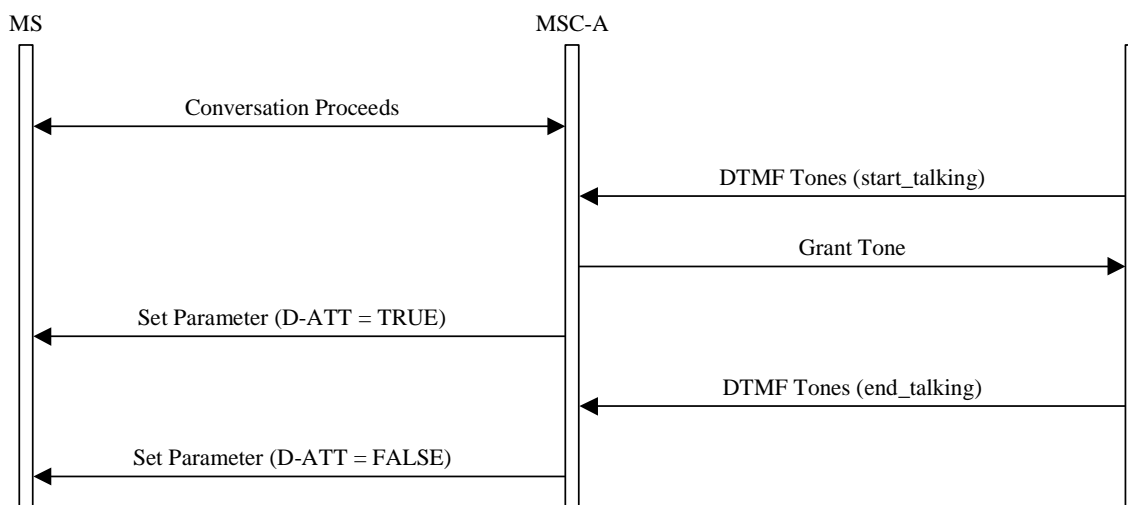 MS
MSC-A
Conversation Proceeds
DTMF Tones (start_talking)
Grant Tone
Set Parameter (D-ATT = TRUE)
DTMF Tones (end_talking)
Set Parameter (D-ATT = FALSE)